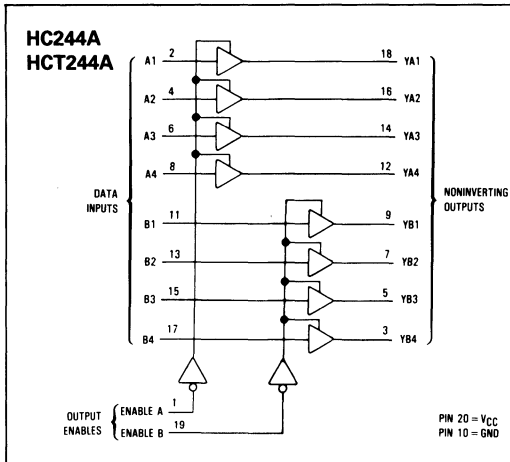 HC244A
HCT244A
A1 2 18 YA1
A2 4 16 YA2
A3 6 14 YA3
A4 8 12 YA4
DATA
INPUTS
NONINVERTING
OUTPUTS
B1 11 9 YB1
B2 13 7 YB2
B3 15 5 YB3
B4 17 3 YB4
OUTPUT
ENABLES
ENABLE A 1
ENABLE B 19
PIN 20 = VCC
PIN 10 = GND